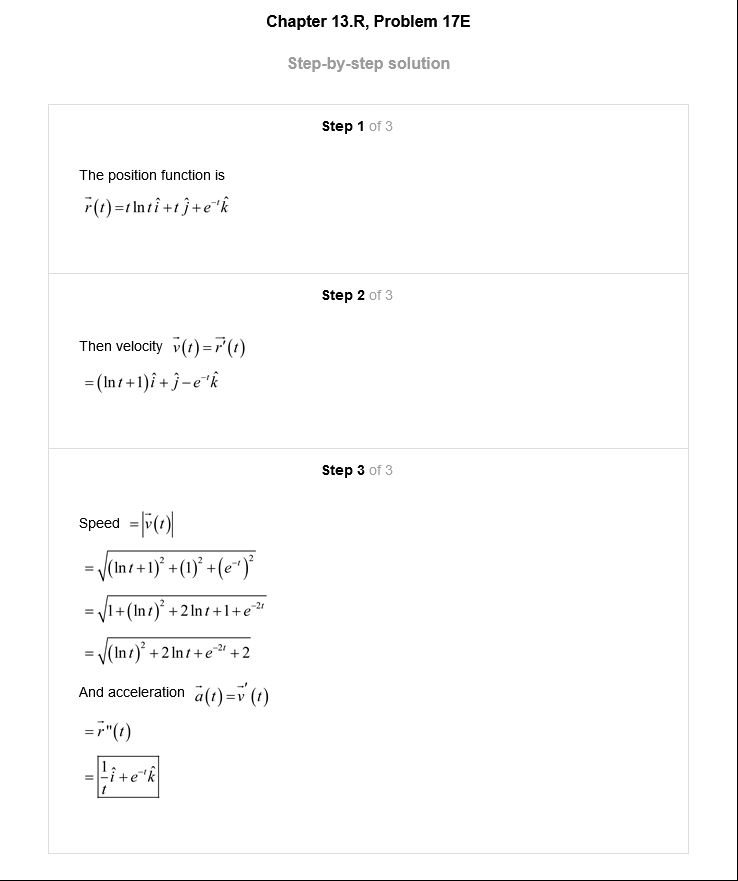 Chapter 13.R, Problem 17E
Step-by-step solution
Step 1 of 3
The position function is
$\vec{r}(t)=t\ln t\,\hat{i}+t\,\hat{j}+e^{-t}\hat{k}$
Step 2 of 3
Then velocity $\vec{v}(t)=\vec{r}'(t)$
$=(\ln t+1)\hat{i}+\hat{j}-e^{-t}\hat{k}$
Step 3 of 3
Speed $=|\vec{v}(t)|$
$=\sqrt{(\ln t+1)^2+(1)^2+(e^{-t})^2}$
$=\sqrt{1+(\ln t)^2+2\ln t+1+e^{-2t}}$
$=\sqrt{(\ln t)^2+2\ln t+e^{-2t}+2}$
And acceleration $\vec{a}(t)=\vec{v}'(t)$
$=\vec{r}''(t)$
$=\boxed{\frac{1}{t}\hat{i}+e^{-t}\hat{k}}$